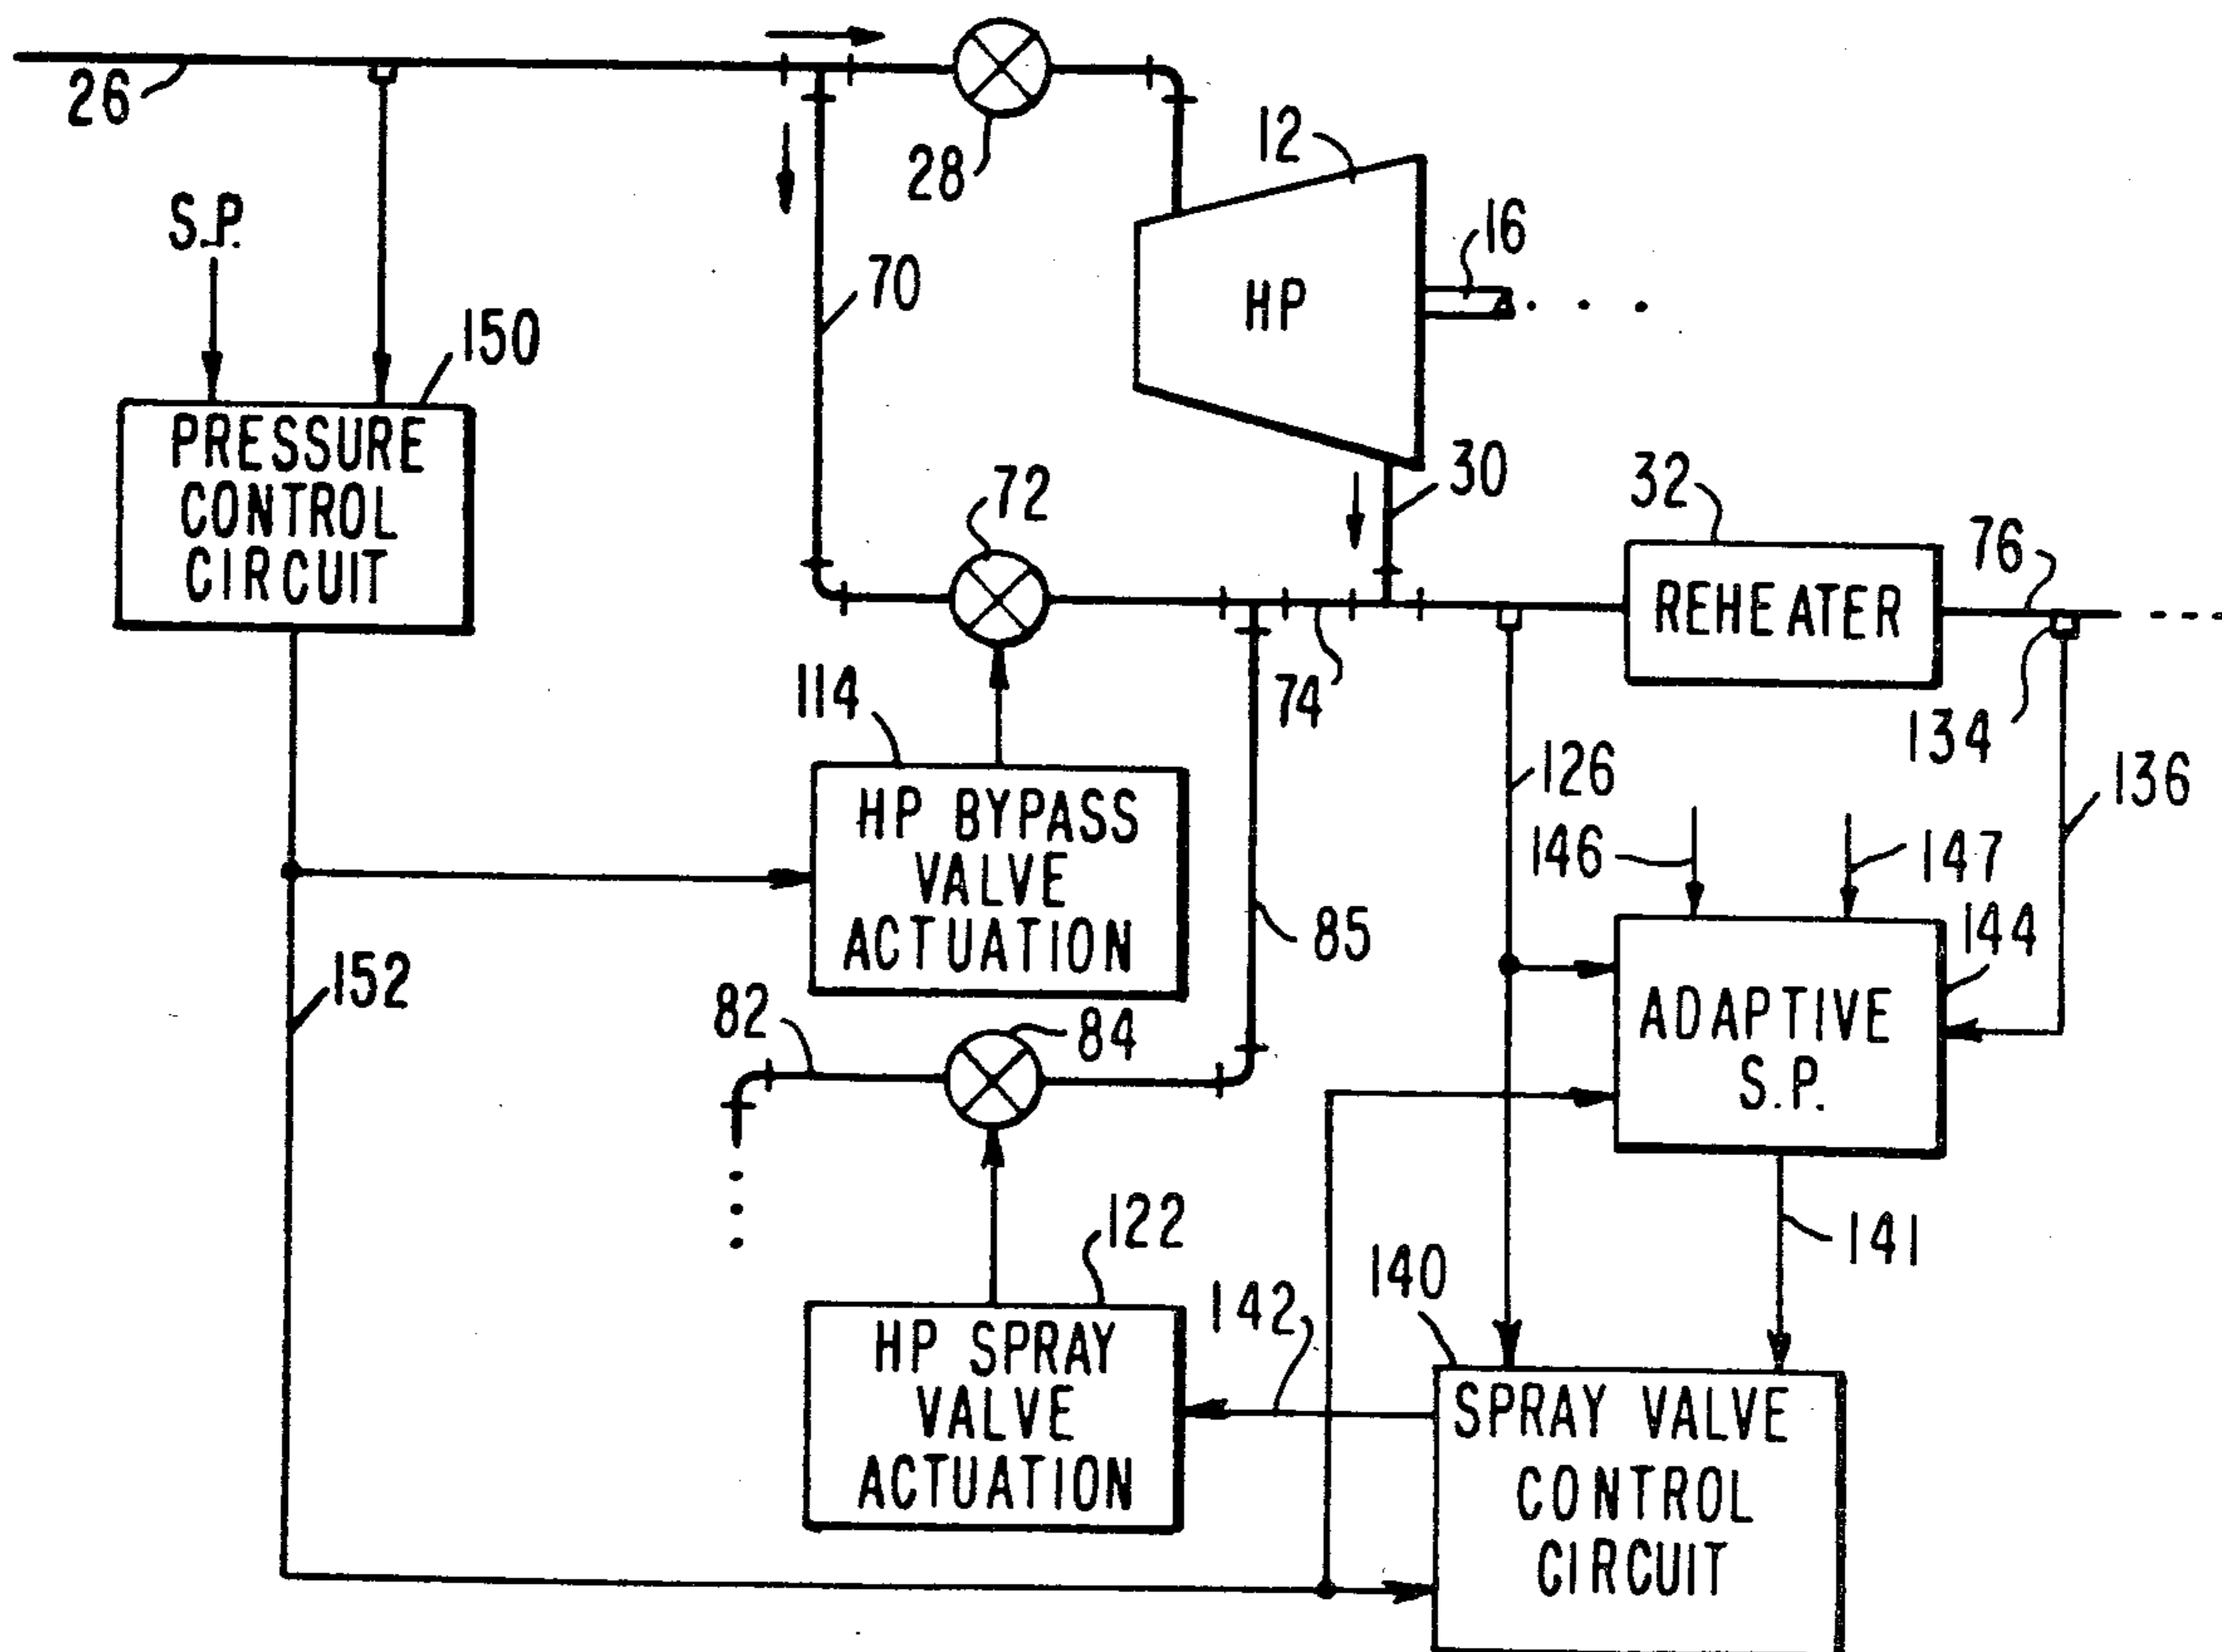 26
28
12
S.P.
16
70
HP
150
PRESSURE
CONTROL
CIRCUIT
30
32
72
76
REHEATER
74
114
134
126
136
HP BYPASS
VALVE
ACTUATION
146
147
144
85
152
82
84
ADAPTIVE
S.P.
122
142
140
141
HP SPRAY
VALVE
ACTUATION
SPRAY VALVE
CONTROL
CIRCUIT